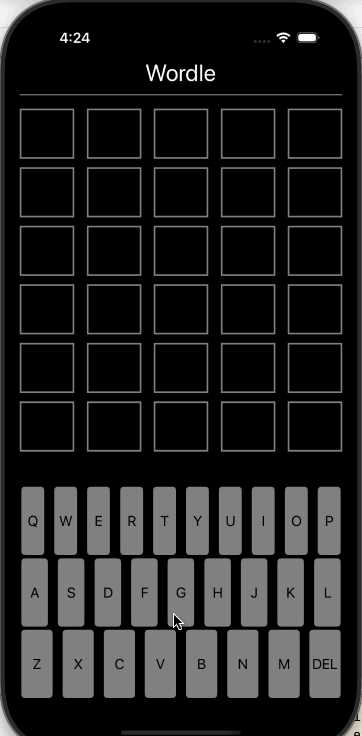 4:24
Wordle
Q W E R T Y U I O P
A S D F G H J K L
Z X C V B N M DEL